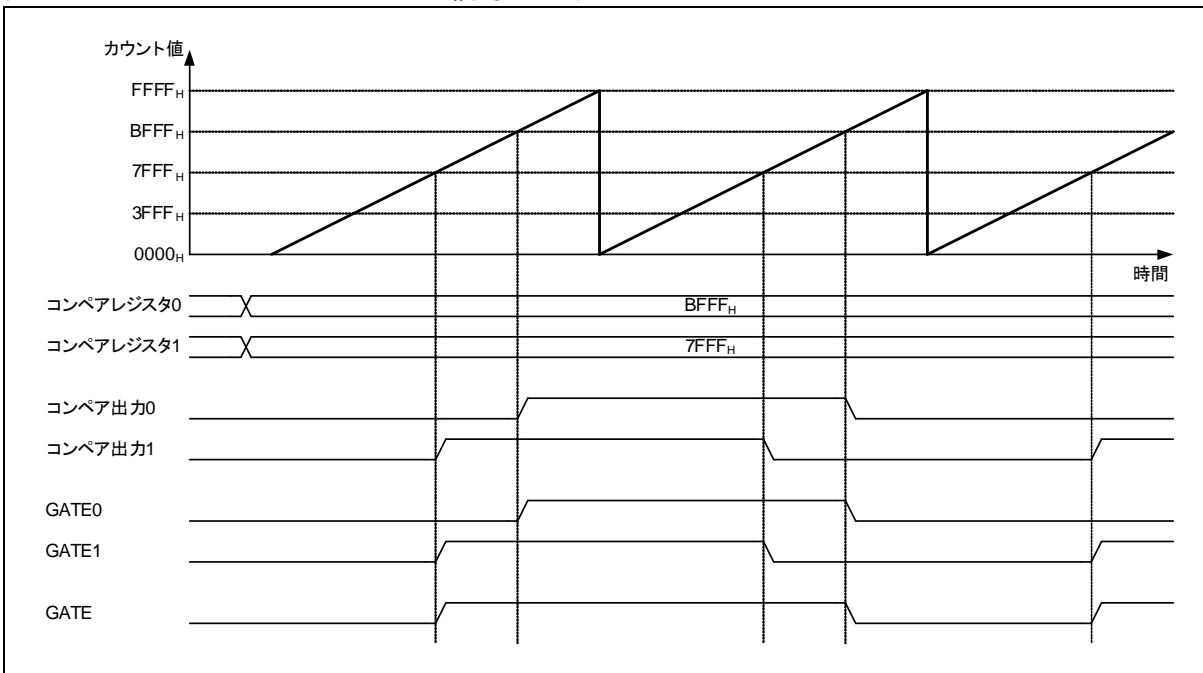 カウント値
FFFFH
BFFFH
7FFFH
3FFFH
0000H
時間
コンペアレジスタ0
BFFFH
コンペアレジスタ1
7FFFH
コンペア出力0
コンペア出力1
GATE0
GATE1
GATE